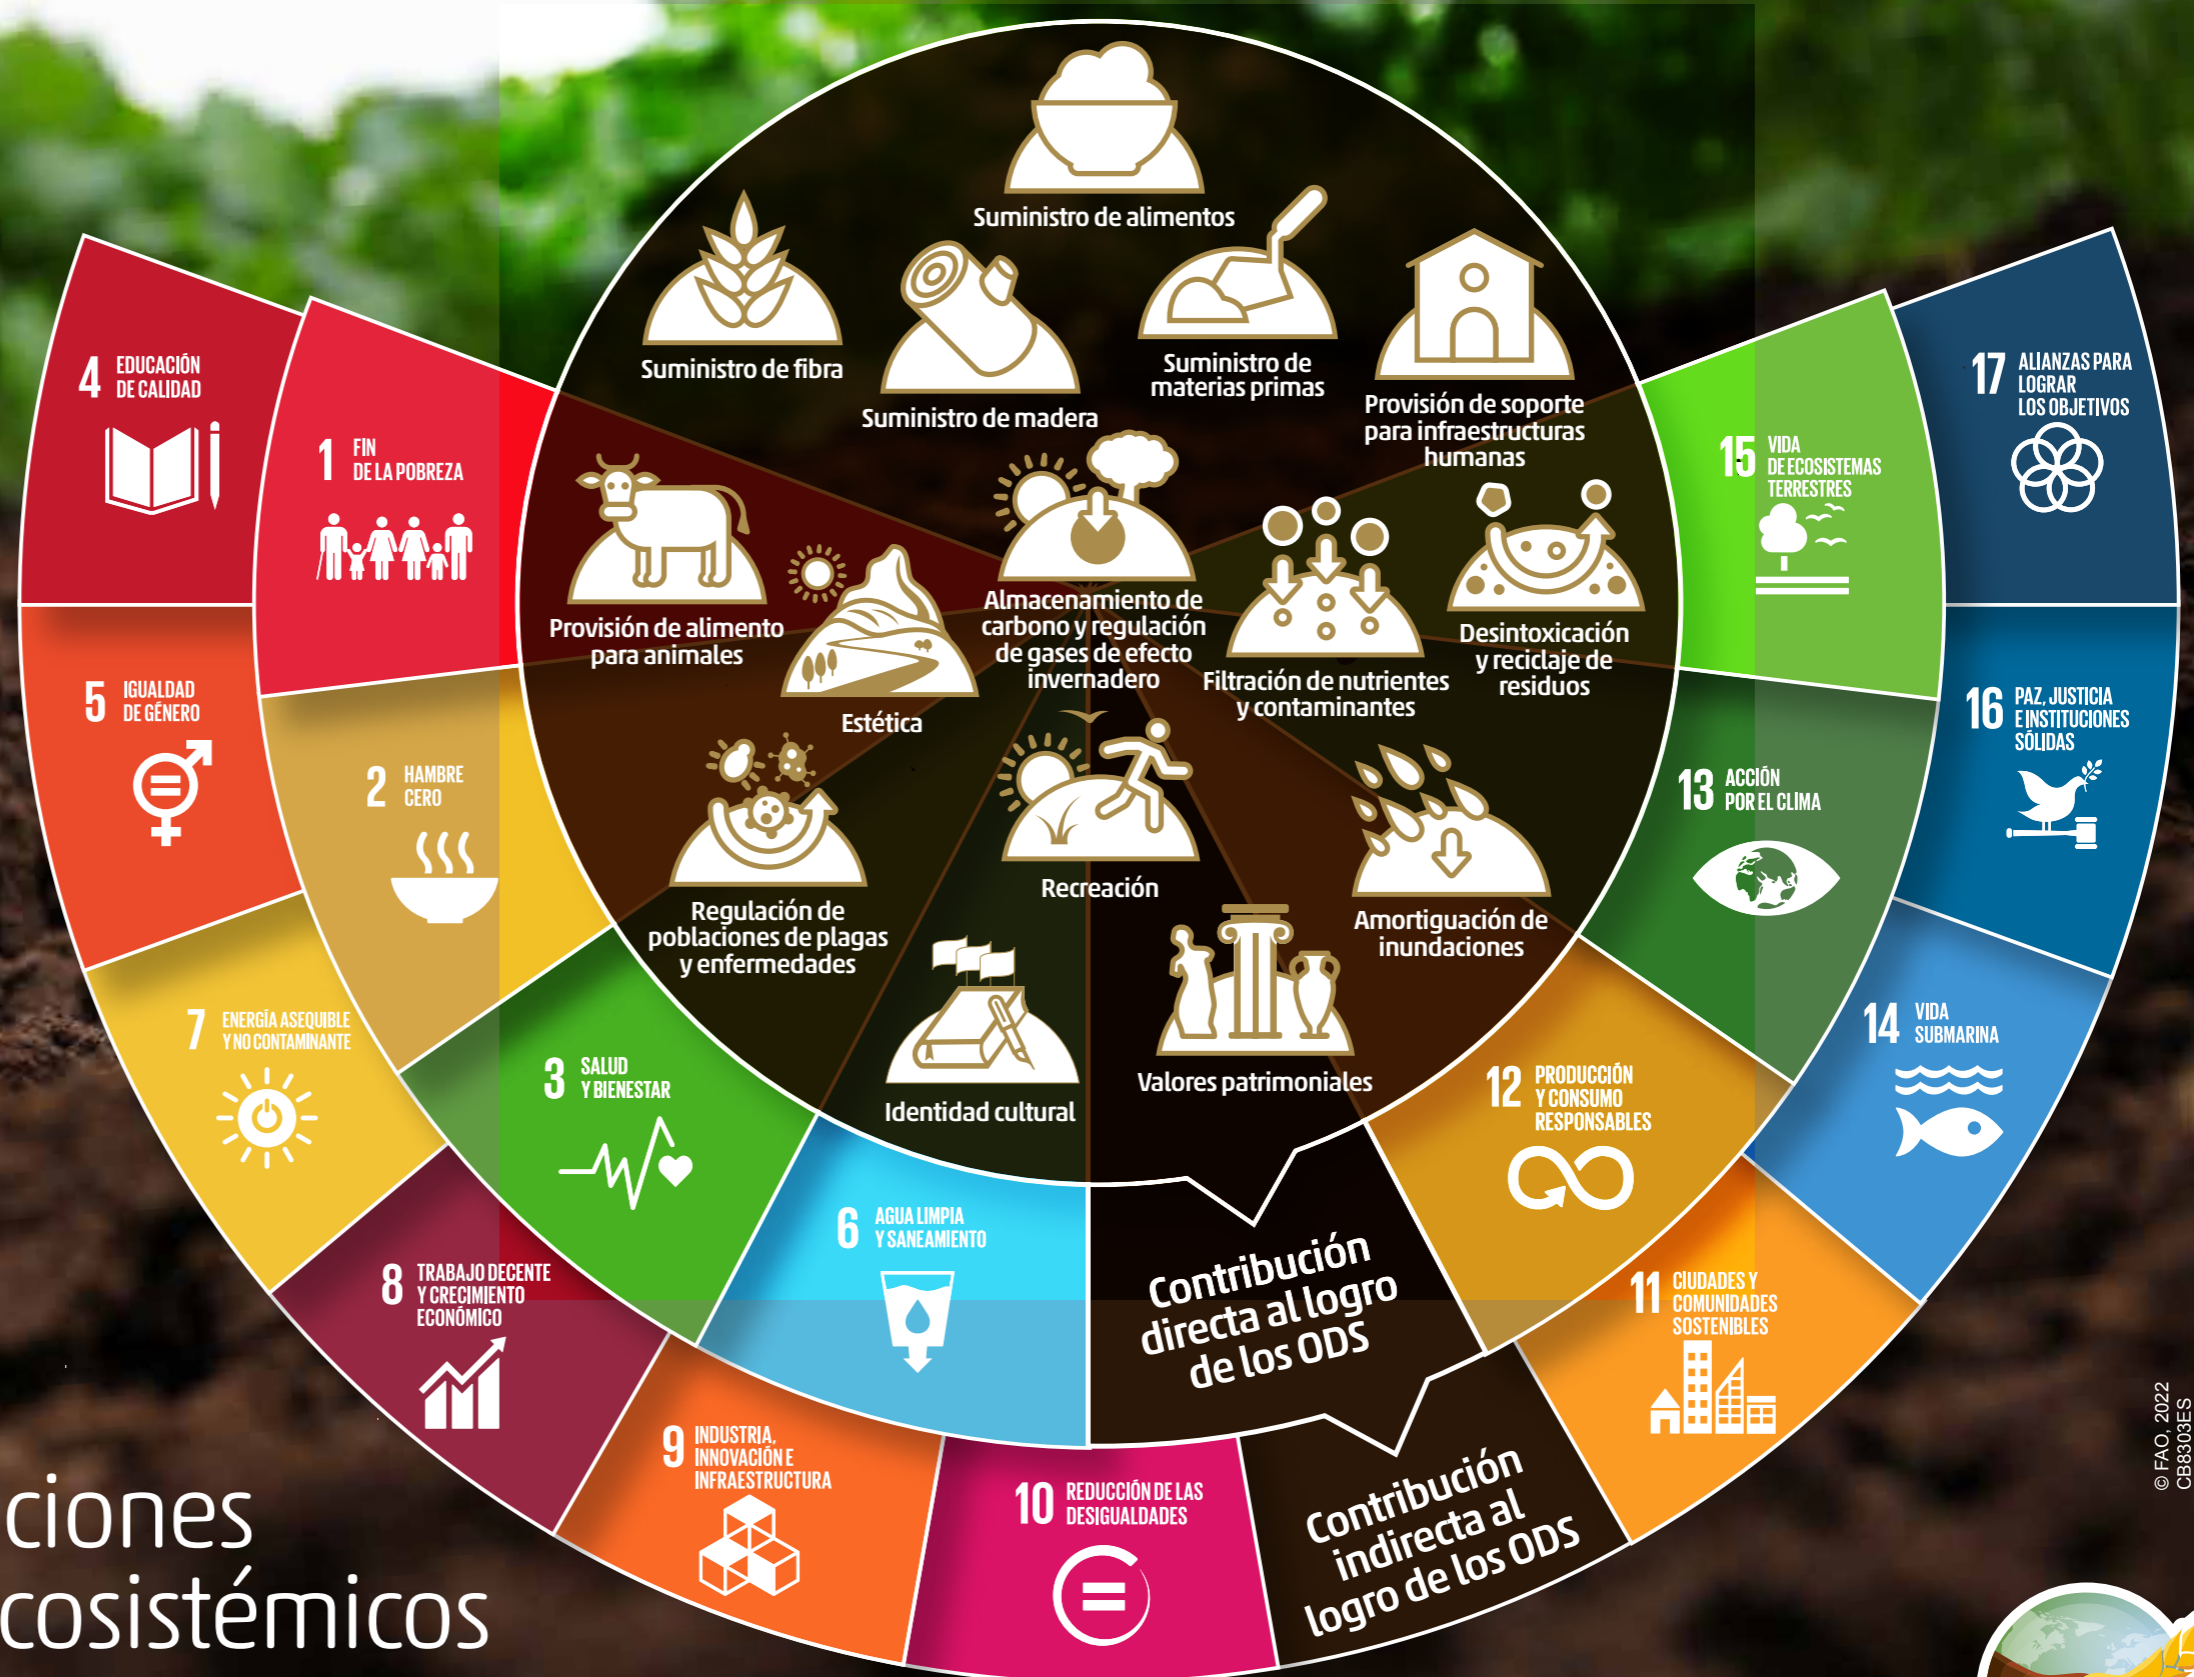 Suministro de alimentos
Suministro de fibra
Suministro de madera
Suministro de
materias primas
Provisión de soporte
para infraestructuras
humanas
Provisión de alimento
para animales
Estética
Almacenamiento de
carbono y regulación
de gases de efecto
invernadero
Filtración de nutrientes
y contaminantes
Desintoxicación
y reciclaje de
residuos
Regulación de
poblaciones de plagas
y enfermedades
Recreación
Amortiguación de
inundaciones
Identidad cultural
Valores patrimoniales
1 FIN
DE LA POBREZA
2 HAMBRE
CERO
3 SALUD
Y BIENESTAR
6 AGUA LIMPIA
Y SANEAMIENTO
Contribución
directa al logro
de los ODS
12 PRODUCCIÓN
Y CONSUMO
RESPONSABLES
13 ACCIÓN
POR EL CLIMA
15 VIDA
DE ECOSISTEMAS
TERRESTRES
4 EDUCACIÓN
DE CALIDAD
5 IGUALDAD
DE GÉNERO
7 ENERGÍA ASEQUIBLE
Y NO CONTAMINANTE
8 TRABAJO DECENTE
Y CRECIMIENTO
ECONÓMICO
9 INDUSTRIA,
INNOVACIÓN E
INFRAESTRUCTURA
10 REDUCCIÓN DE LAS
DESIGUALDADES
Contribución
indirecta al
logro de los ODS
11 CIUDADES Y
COMUNIDADES
SOSTENIBLES
14 VIDA
SUBMARINA
16 PAZ, JUSTICIA
E INSTITUCIONES
SÓLIDAS
17 ALIANZAS PARA
LOGRAR
LOS OBJETIVOS
ciones
cosistémicos
© FAO, 2022
CB8303ES